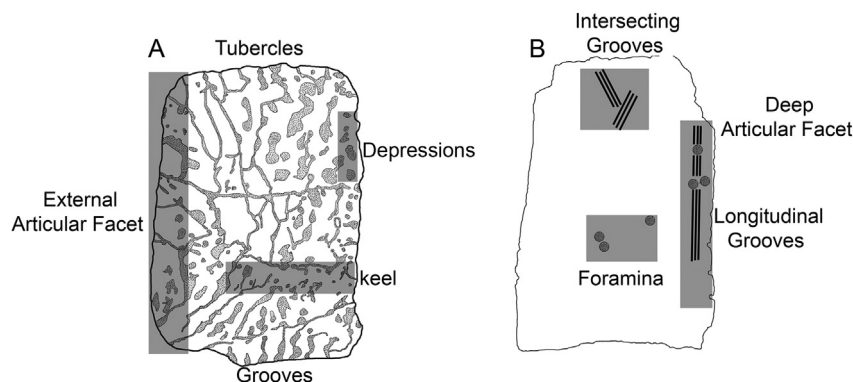 A
Tubercles
Depressions
External
Articular Facet
keel
Grooves
B
Intersecting
Grooves
Deep
Articular Facet
Longitudinal
Grooves
Foramina